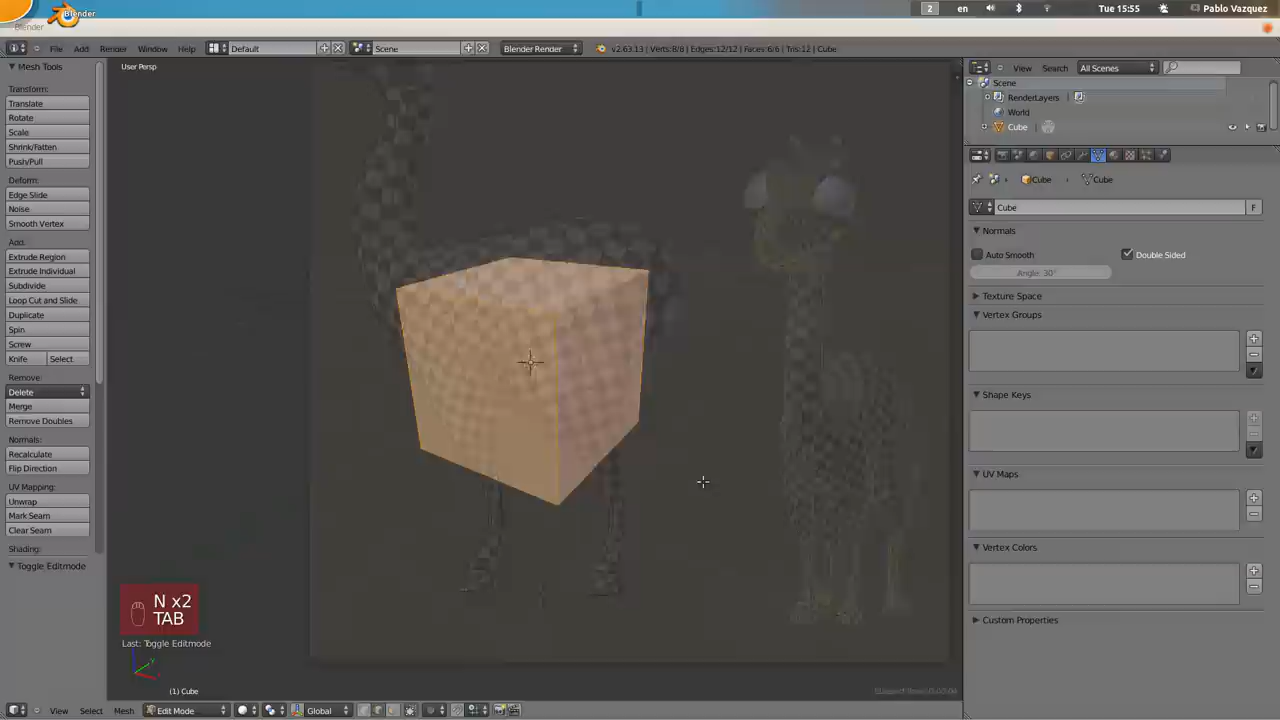 Blender
2 en Tue 15:55 Pablo Vazquez
Blender
File Add Render Window Help Default Scene Blender Render v2.63.13 | Verts:8/8 | Edges:12/12 | Faces:6/6 | Tris:12 | Cube
Mesh Tools
Transform:
Translate
Rotate
Scale
Shrink/Fatten
Push/Pull
Deform:
Edge Slide
Noise
Smooth Vertex
Add:
Extrude Region
Extrude Individual
Subdivide
Loop Cut and Slide
Duplicate
Spin
Screw
Knife Select
Remove:
Delete
Merge
Remove Doubles
Normals:
Recalculate
Flip Direction
UV Mapping:
Unwrap
Mark Seam
Clear Seam
Shading:
Toggle Editmode
User Persp
N x2
TAB
Last: Toggle Editmode
(1) Cube
View Select Mesh Edit Mode Global
View Search All Scenes
Scene
RenderLayers
World
Cube
Cube Cube
Cube F
Normals
Auto Smooth Double Sided
Angle: 30°
Texture Space
Vertex Groups
Shape Keys
UV Maps
Vertex Colors
Custom Properties